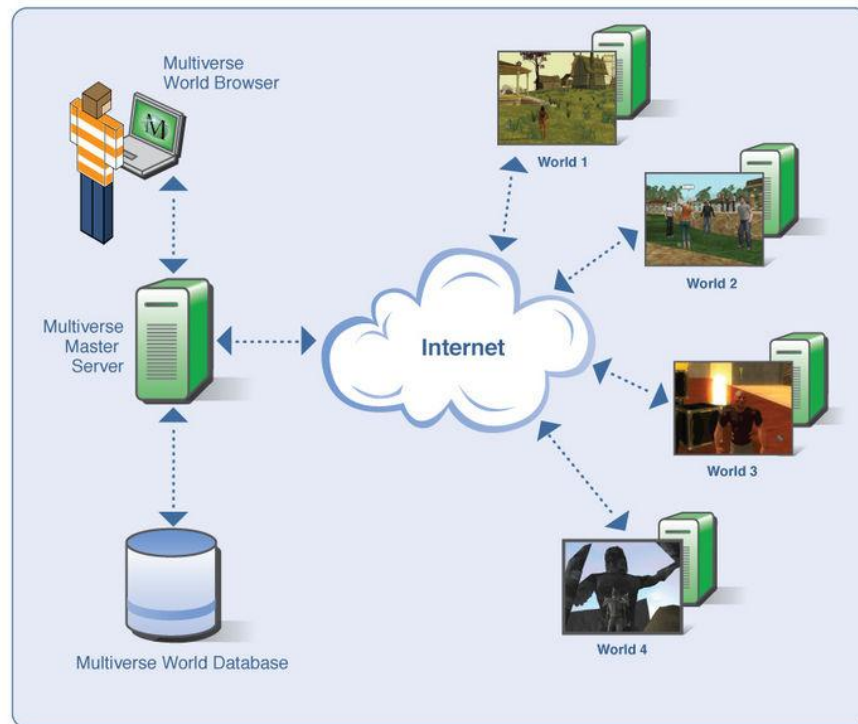 Multiverse
World Browser
M
World 1
World 2
Multiverse
Master
Server
Internet
World 3
World 4
Multiverse World Database